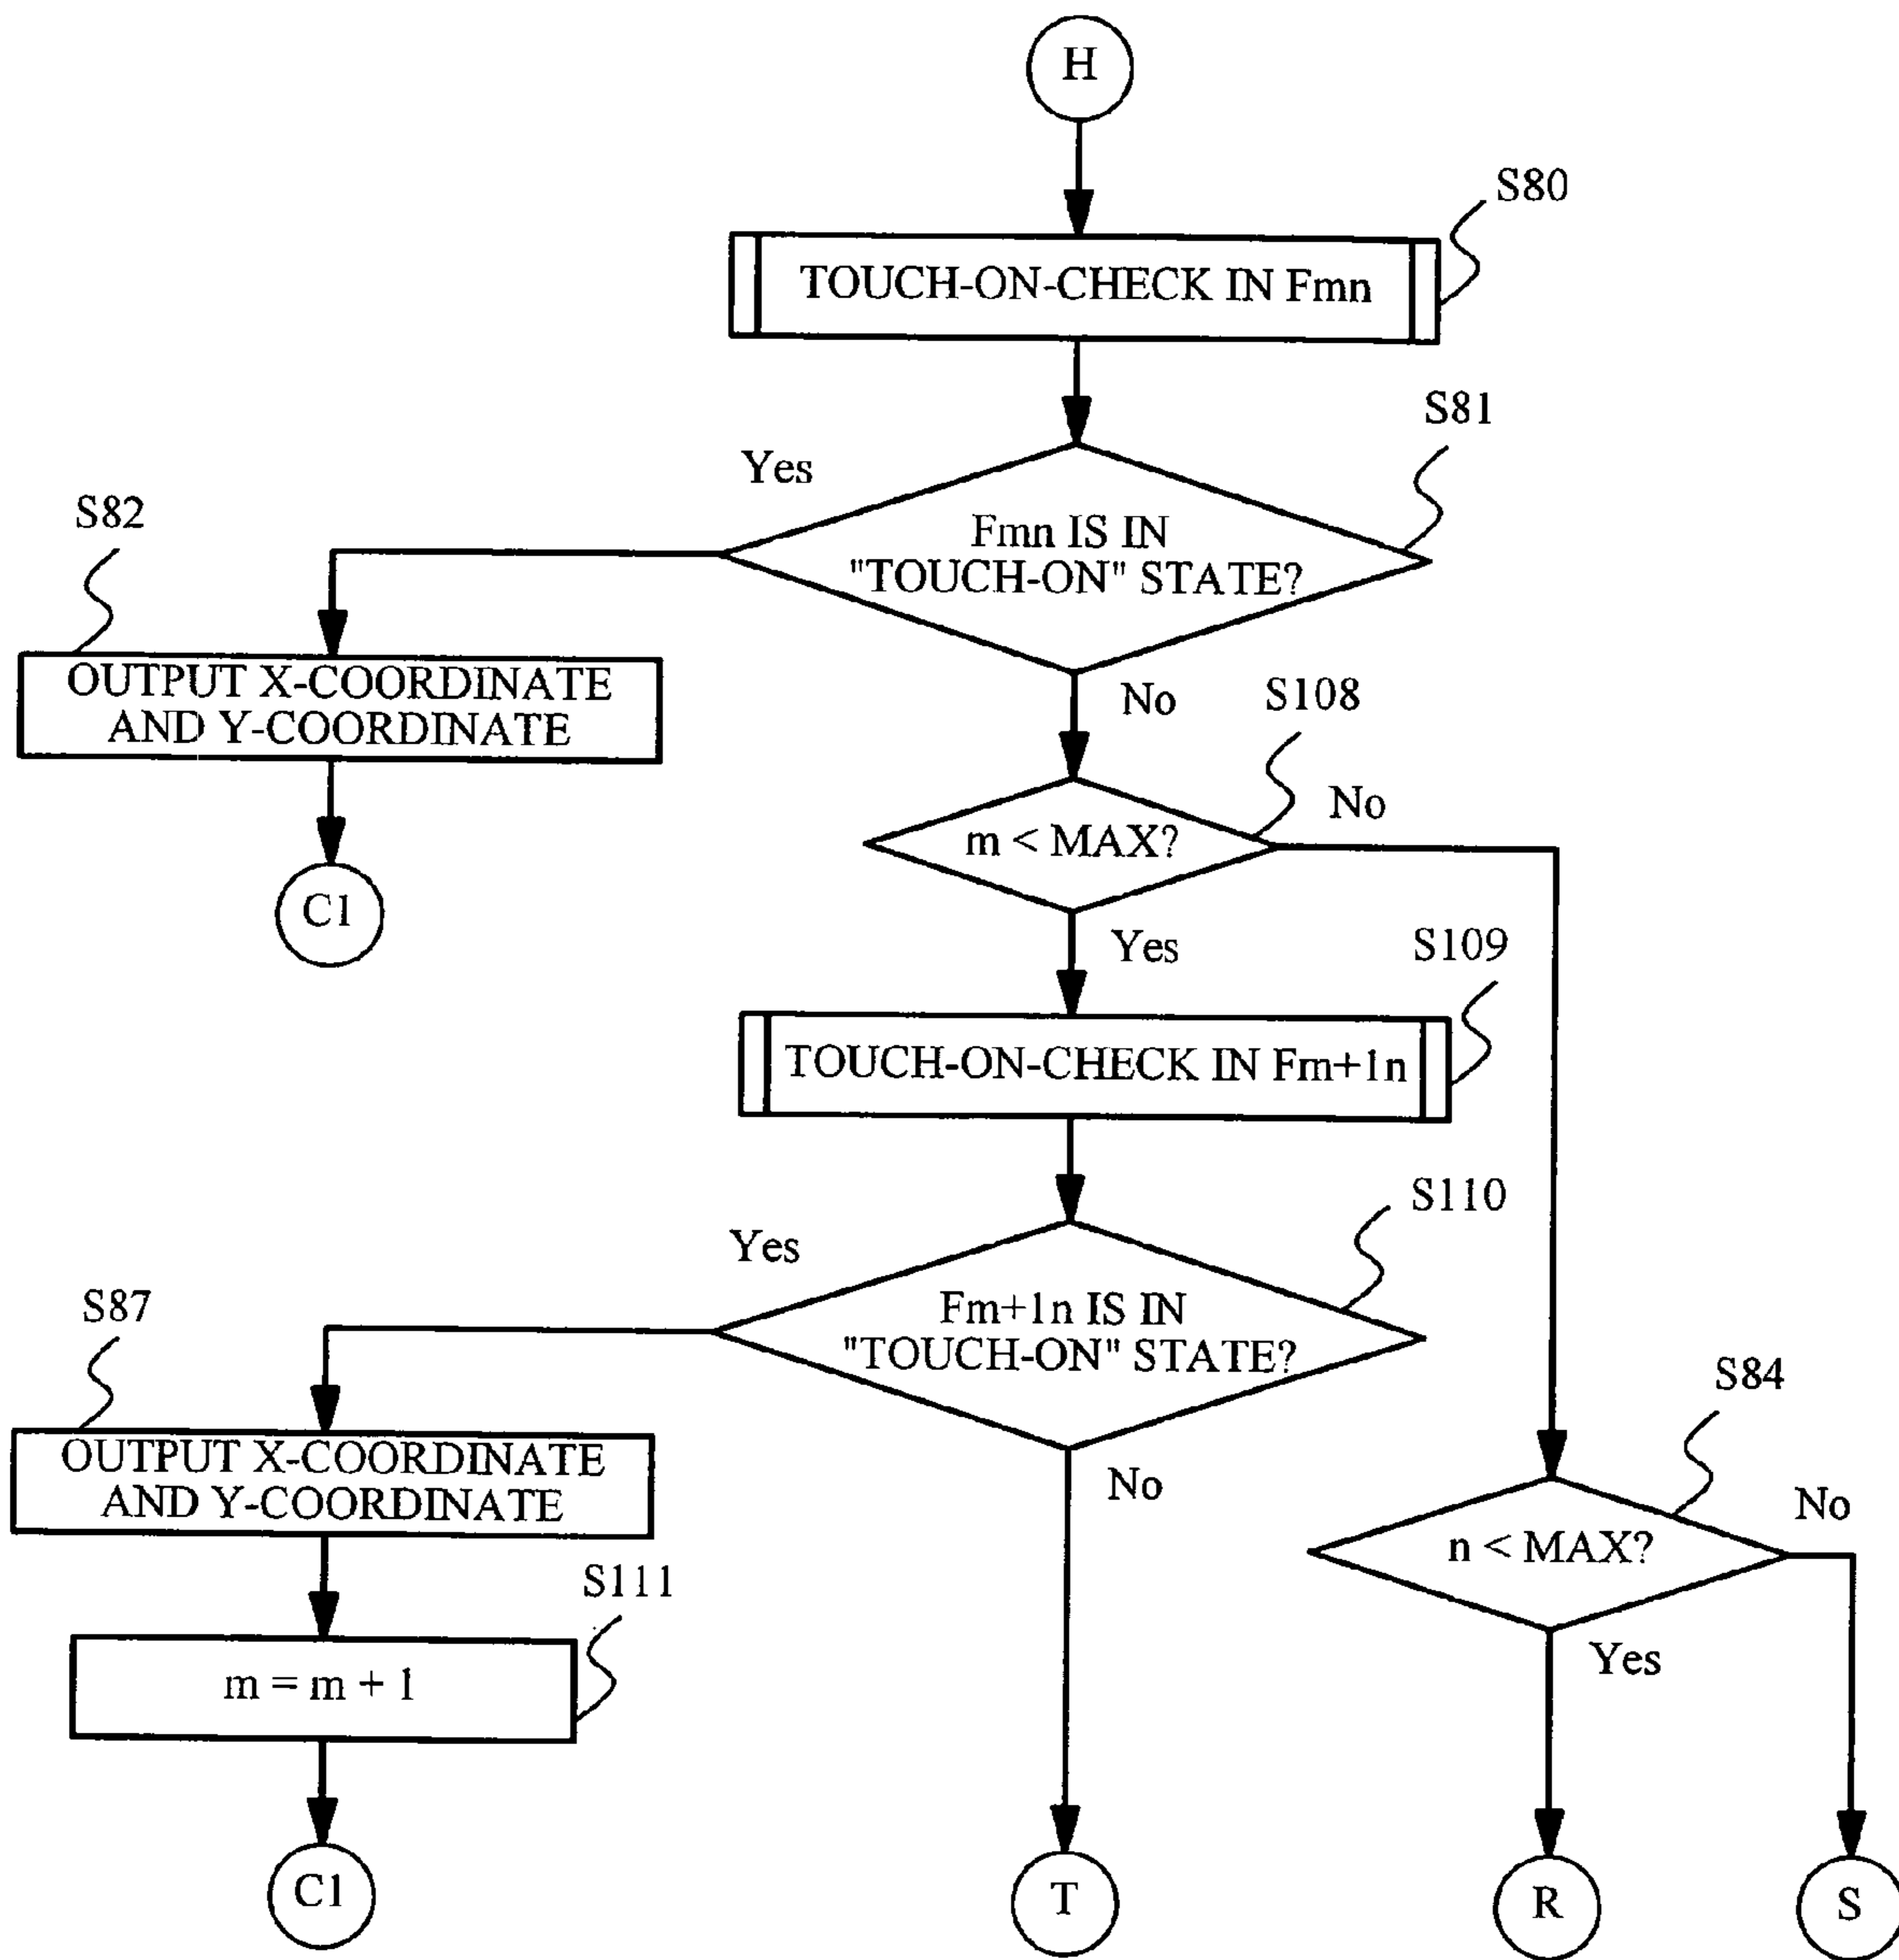 H
S80
TOUCH-ON-CHECK IN Fmn
S81
Yes
Fmn IS IN
"TOUCH-ON" STATE?
S82
OUTPUT X-COORDINATE
AND Y-COORDINATE
No
S108
m < MAX?
No
C1
Yes
S109
TOUCH-ON-CHECK IN Fm+1n
S110
Yes
Fm+1n IS IN
"TOUCH-ON" STATE?
S87
OUTPUT X-COORDINATE
AND Y-COORDINATE
No
S84
n < MAX?
No
S111
m = m + 1
Yes
C1
T
R
S